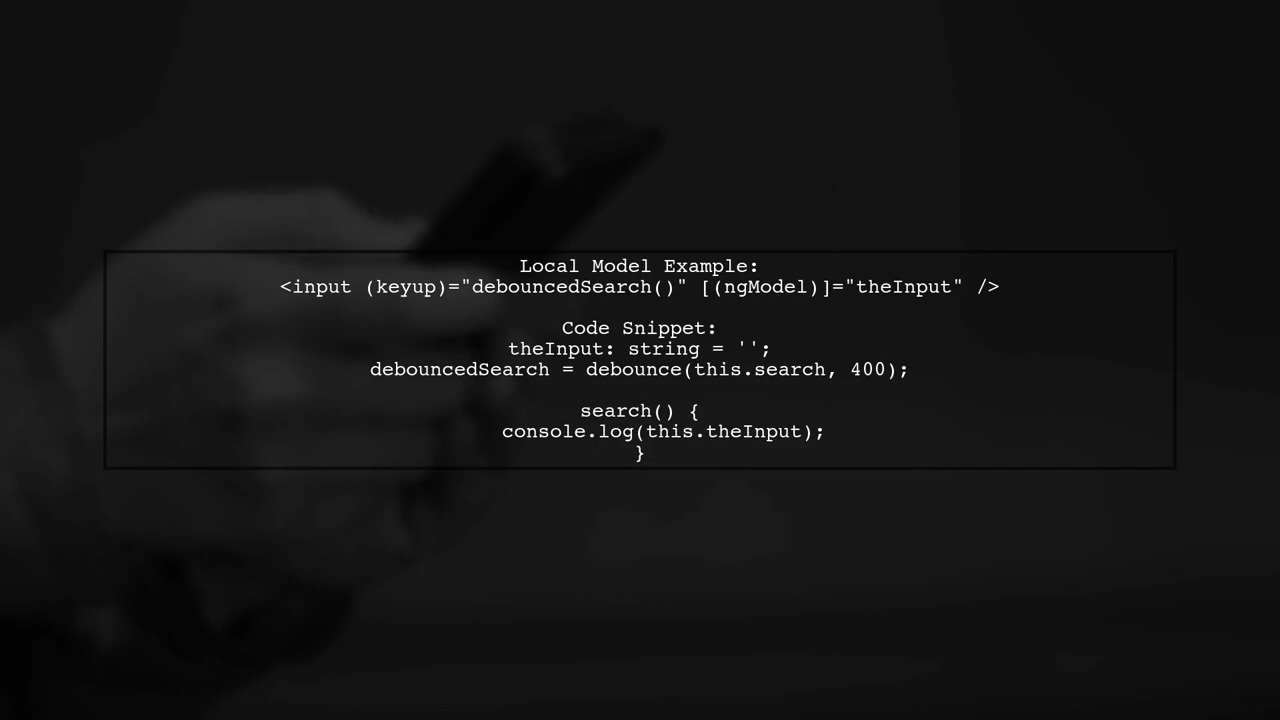 Local Model Example:
<input (keyup)="debouncedSearch()" [(ngModel)]="theInput" />
Code Snippet:
theInput: string = '';
debouncedSearch = debounce(this.search, 400);
search() {
console.log(this.theInput);
}